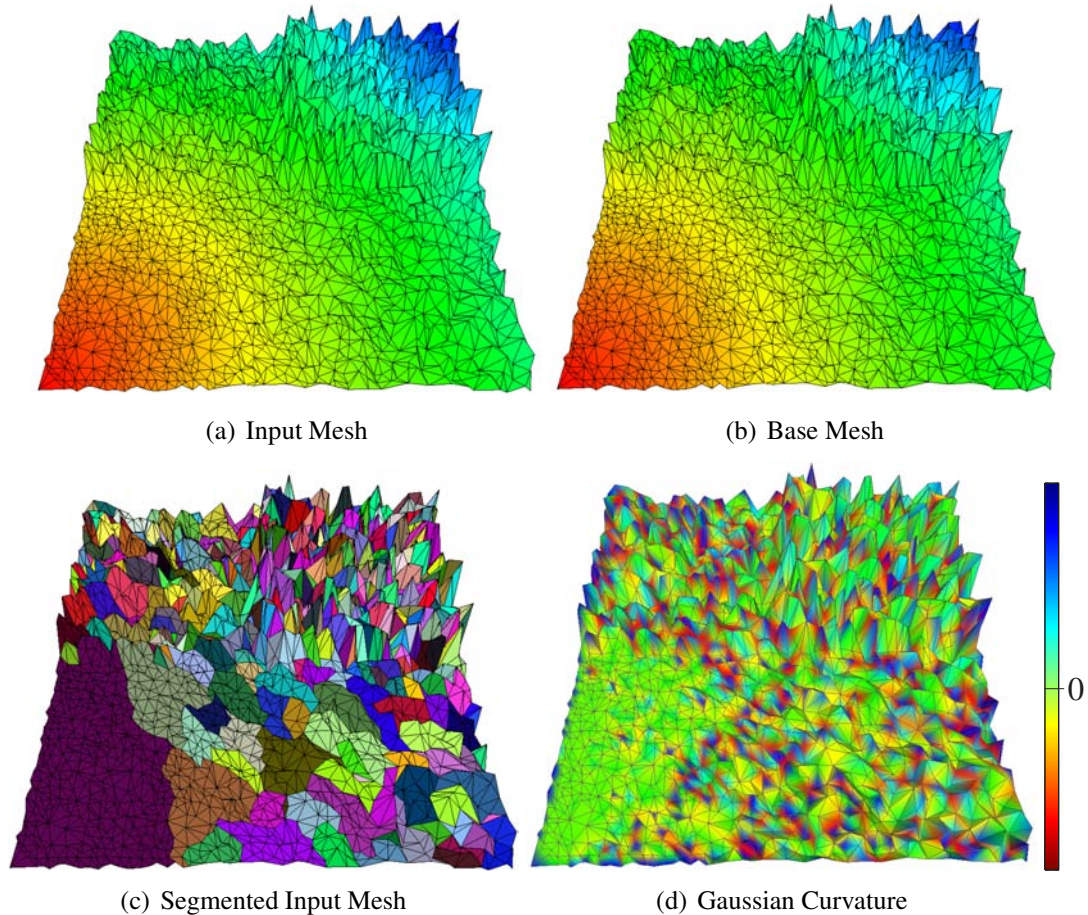 (a) Input Mesh
(b) Base Mesh
0
(c) Segmented Input Mesh
(d) Gaussian Curvature